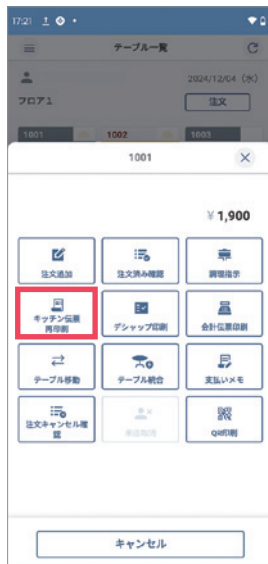 17:21
テーブル一覧
2024/12/04 (水)
フロア1
注文
1001 1002 1003
1001
¥ 1,900
注文追加 注文済み確認 調理指示
キッチン伝票
再印刷
デシャップ印刷 会計伝票印刷
テーブル移動 テーブル統合 支払いメモ
注文キャンセル確
認
QR印刷
キャンセル